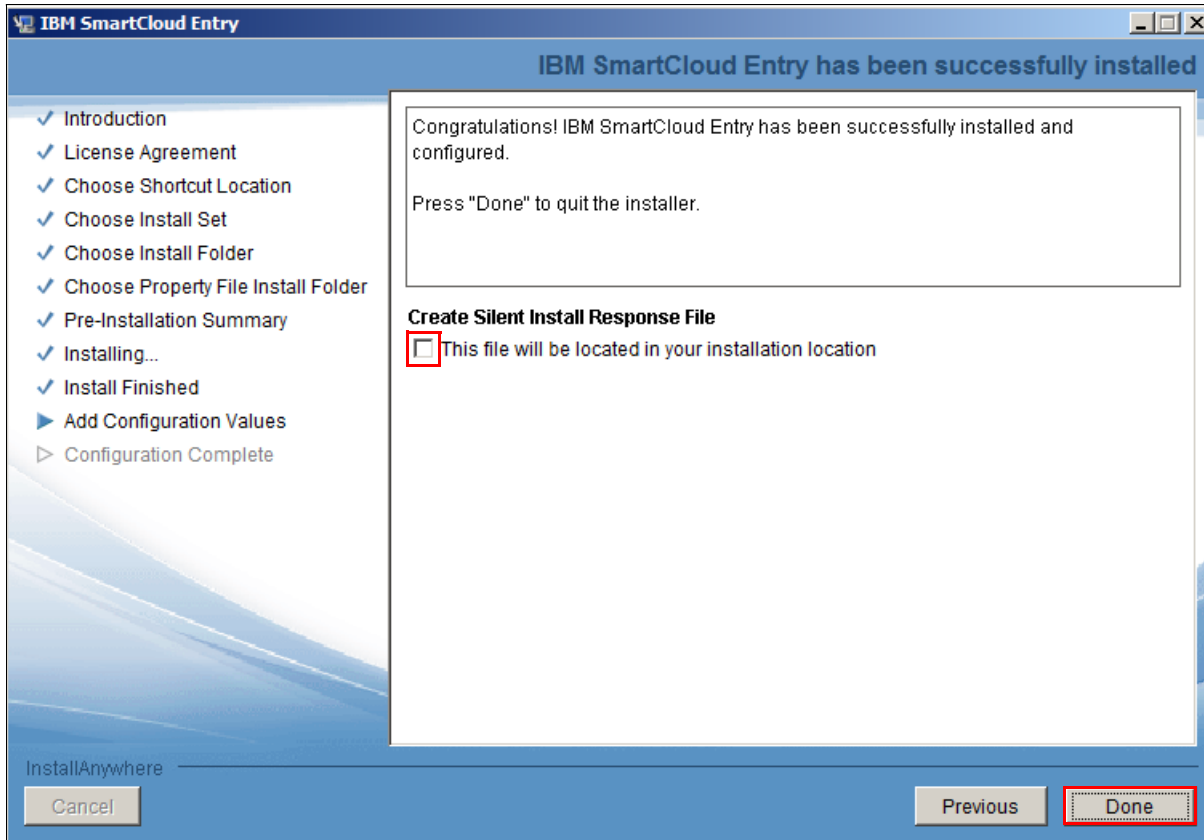 IBM SmartCloud Entry
IBM SmartCloud Entry has been successfully installed
Introduction
License Agreement
Choose Shortcut Location
Choose Install Set
Choose Install Folder
Choose Property File Install Folder
Pre-Installation Summary
Installing...
Install Finished
Add Configuration Values
Configuration Complete
Congratulations! IBM SmartCloud Entry has been successfully installed and
configured.
Press "Done" to quit the installer.
Create Silent Install Response File
This file will be located in your installation location
InstallAnywhere
Cancel
Previous
Done